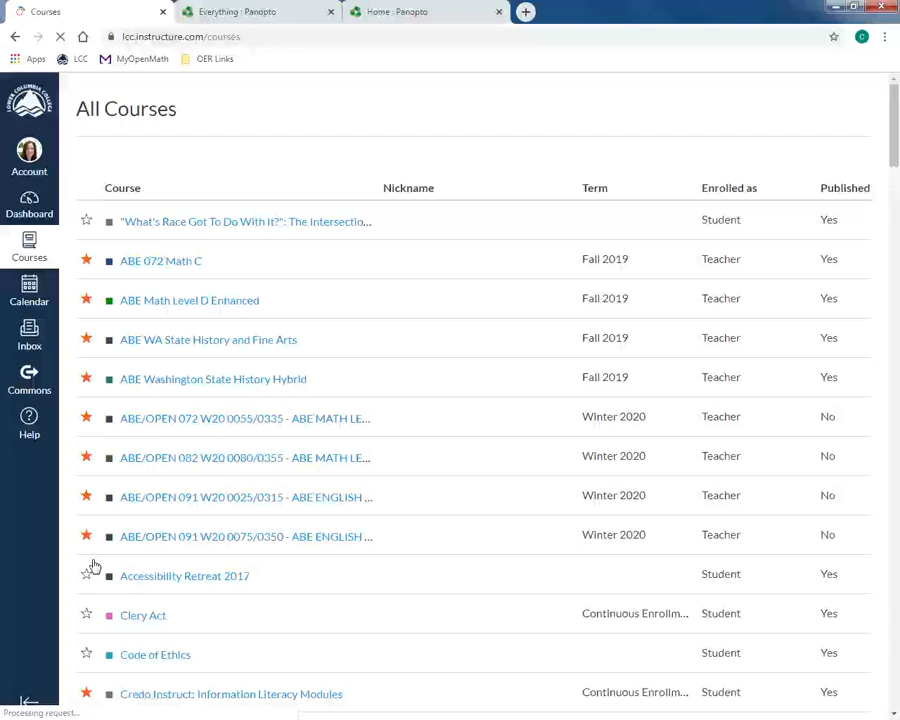 Courses
Everything : Panopto
Home : Panopto
lcc.instructure.com/courses
C
Apps LCC MyOpenMath OER Links
LOWER COLUMBIA COLLEGE
Account
Dashboard
Courses
Calendar
Inbox
Commons
Help
All Courses
Course Nickname Term Enrolled as Published
"What's Race Got To Do With It?": The Intersectio... Student Yes
ABE 072 Math C Fall 2019 Teacher Yes
ABE Math Level D Enhanced Fall 2019 Teacher Yes
ABE WA State History and Fine Arts Fall 2019 Teacher Yes
ABE Washington State History Hybrid Fall 2019 Teacher Yes
ABE/OPEN 072 W20 0055/0335 - ABE MATH LE... Winter 2020 Teacher No
ABE/OPEN 082 W20 0080/0355 - ABE MATH LE... Winter 2020 Teacher No
ABE/OPEN 091 W20 0025/0315 - ABE ENGLISH ... Winter 2020 Teacher No
ABE/OPEN 091 W20 0075/0350 - ABE ENGLISH ... Winter 2020 Teacher No
Accessibility Retreat 2017 Student Yes
Clery Act Continuous Enrollm... Student Yes
Code of Ethics Student Yes
Credo Instruct: Information Literacy Modules Continuous Enrollm... Student Yes
Processing request...